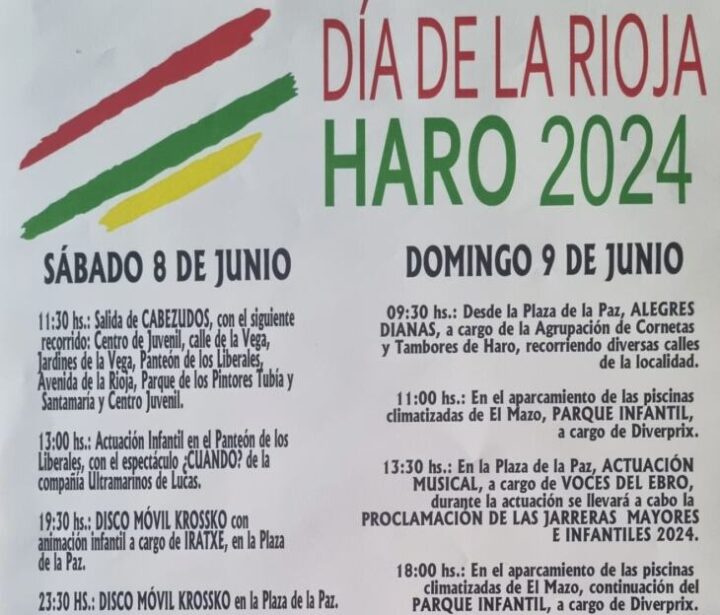 DÍA DE LA RIOJA
HARO 2024
SÁBADO 8 DE JUNIO
11:30 hs.: Salida de CABEZUDOS, con el siguiente
recorrido: Centro de Juvenil, calle de la Vega,
Jardines de la Vega, Panteón de los Liberales,
Avenida de la Rioja, Parque de los Pintores Tubía y
Santamaría y Centro Juvenil.
13:00 hs.: Actuación Infantil en el Panteón de los
Liberales, con el espectáculo ¿CUANDO? de la
compañía Ultramarinos de Lucas.
19:30 hs.: DISCO MÓVIL KROSSKO con
animación infantil a cargo de IRATXE, en la Plaza
de la Paz.
23:30 HS.: DISCO MÓVIL KROSSKO en la Plaza de la Paz.
DOMINGO 9 DE JUNIO
09:30 hs.: Desde la Plaza de la Paz, ALEGRES
DIANAS, a cargo de la Agrupación de Cornetas
y Tambores de Haro, recorriendo diversas calles
de la localidad.
11:00 hs.: En el aparcamiento de las piscinas
climatizadas de El Mazo, PARQUE INFANTIL,
a cargo de Diverprix.
13:30 hs.: En la Plaza de la Paz, ACTUACIÓN
MUSICAL, a cargo de VOCES DEL EBRO,
durante la actuación se llevará a cabo la
PROCLAMACIÓN DE LAS JARRERAS MAYORES
E INFANTILES 2024.
18:00 hs.: En el aparcamiento de las piscinas
climatizadas de El Mazo, continuación del
PARQUE INFANTIL, a cargo de Diverprix.